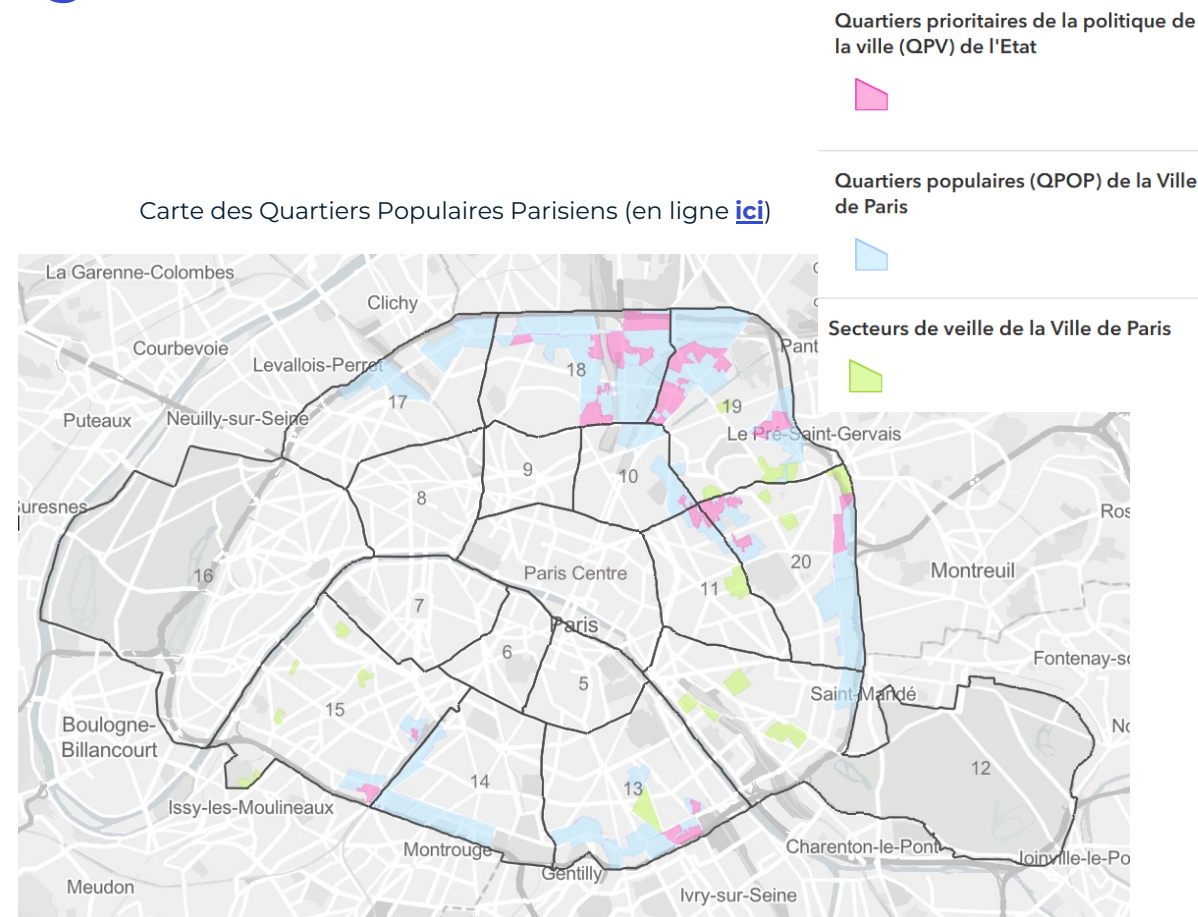 Quartiers prioritaires de la politique de
la ville (QPV) de l'Etat
Quartiers populaires (QPOP) de la Ville
de Paris
Secteurs de veille de la Ville de Paris
Carte des Quartiers Populaires Parisiens (en ligne ici)
La Garenne-Colombes
Clichy
Courbevoie
Levallois-Perret
Pant
18
17
19
Puteaux
Neuilly-sur-Seine
Le Pré-Saint-Gervais
9
10
8
Suresnes
Ros
20
Montreuil
16
Paris Centre
11
7
Paris
6
Fontenay-so
5
Saint-Mandé
15
Boulogne-
Billancourt
No
12
14
13
Issy-les-Moulineaux
Montrouge
Charenton-le-Pont
Joinville-le-Po
Gentilly
Meudon
Ivry-sur-Seine